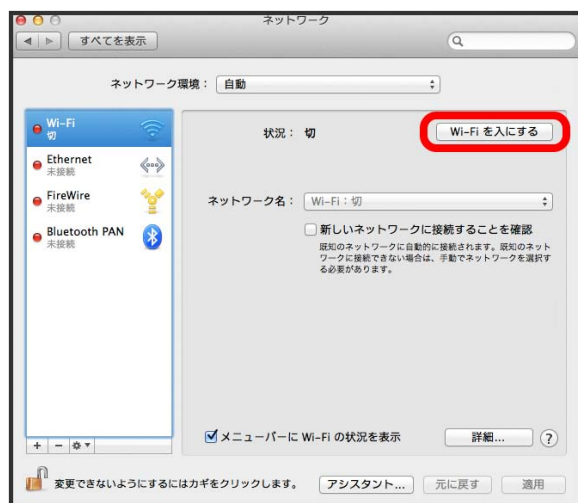 ネットワーク
すべてを表示
ネットワーク環境： 自動
Wi-Fi
切
Ethernet
未接続
FireWire
未接続
Bluetooth PAN
未接続
状況： 切
Wi-Fi を入にする
ネットワーク名： Wi-Fi：切
新しいネットワークに接続することを確認
既知のネットワークに自動的に接続されます。既知のネット
ワークに接続できない場合は、手動でネットワークを選択す
る必要があります。
メニューバーに Wi-Fi の状況を表示
詳細...
?
変更できないようにするにはカギをクリックします。
アシスタント...
元に戻す
適用